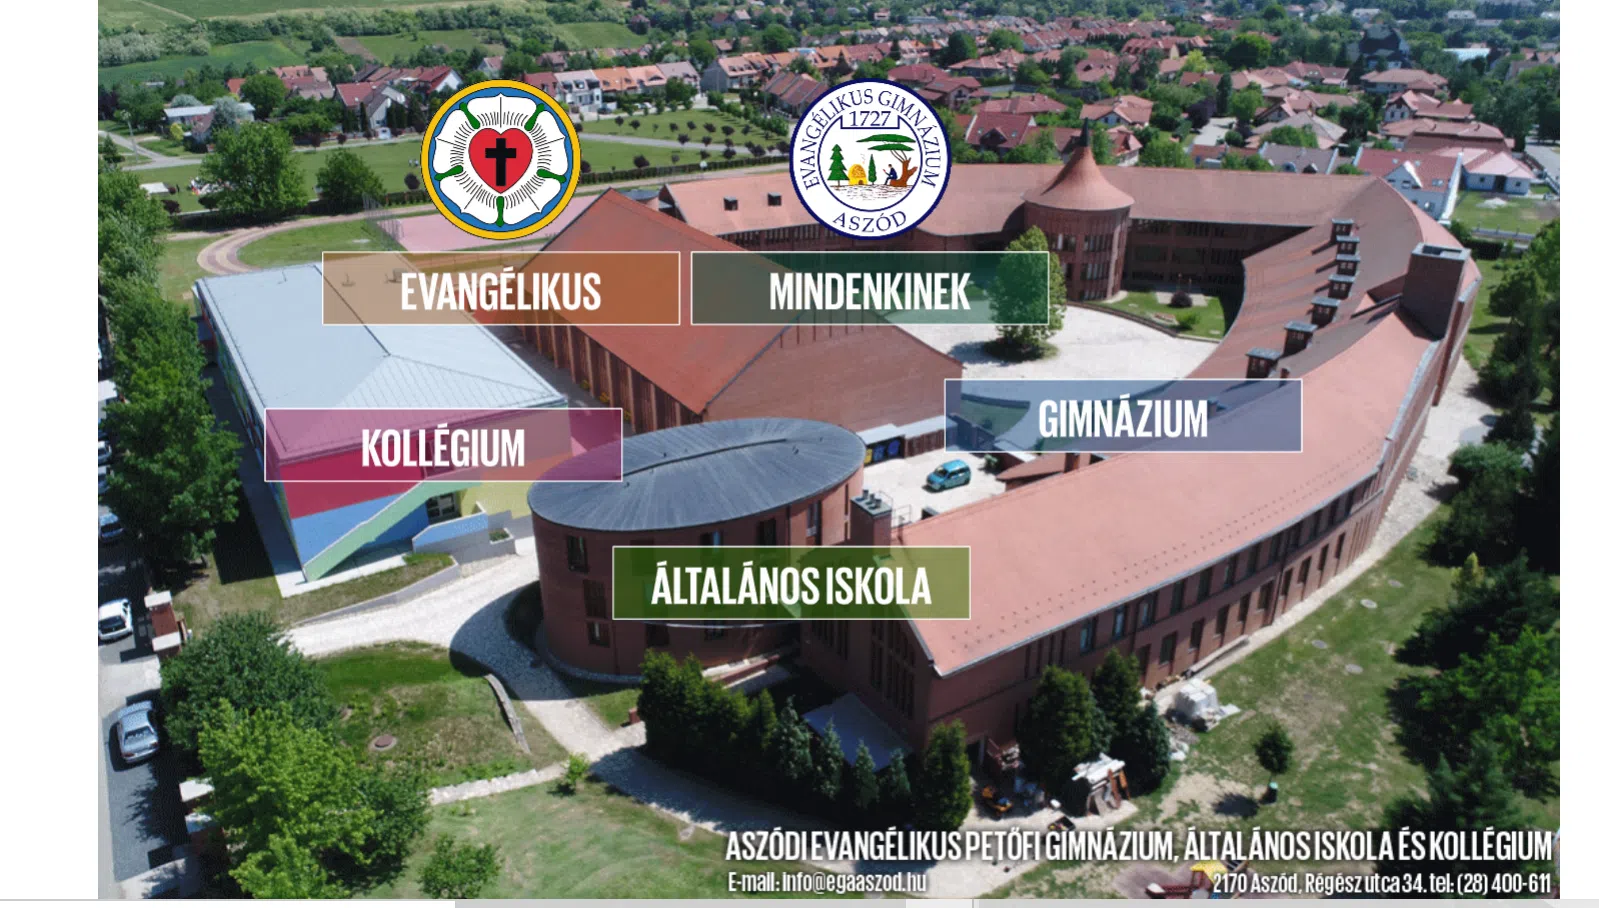 EVANGÉLIKUS GIMNÁZIUM
1727
ASZÓD
EVANGÉLIKUS
MINDENKINEK
GIMNÁZIUM
KOLLÉGIUM
ÁLTALÁNOS ISKOLA
ASZÓDI EVANGÉLIKUS PETŐFI GIMNÁZIUM, ÁLTALÁNOS ISKOLA ÉS KOLLÉGIUM
E-mail: Info@egaaszod.hu
2170 Aszód, Régész utca 34. tel: (28) 400-611